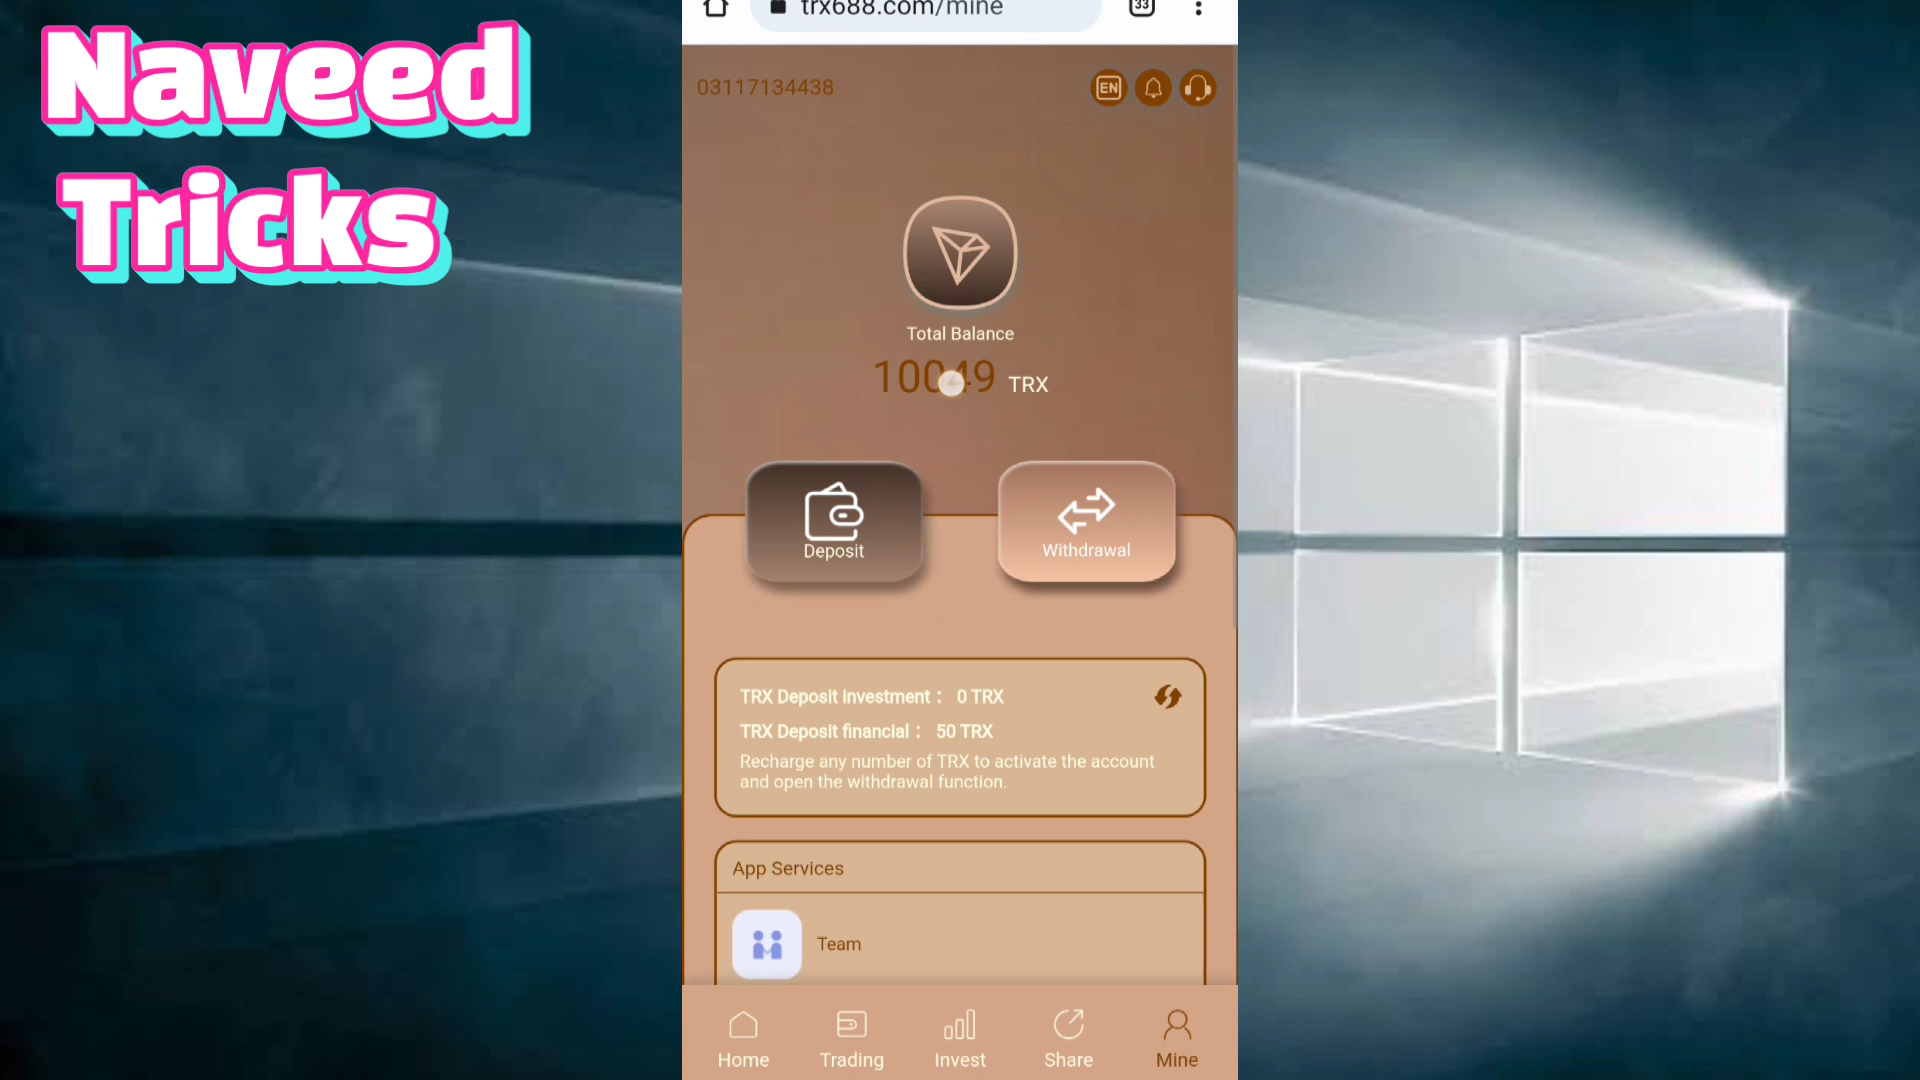 Naveed
Tricks
trx688.com/mine
33
03117134438
EN
Total Balance
10049 TRX
Deposit
Withdrawal
TRX Deposit investment : 0 TRX
TRX Deposit financial : 50 TRX
Recharge any number of TRX to activate the account
and open the withdrawal function.
App Services
Team
Home
Trading
Invest
Share
Mine